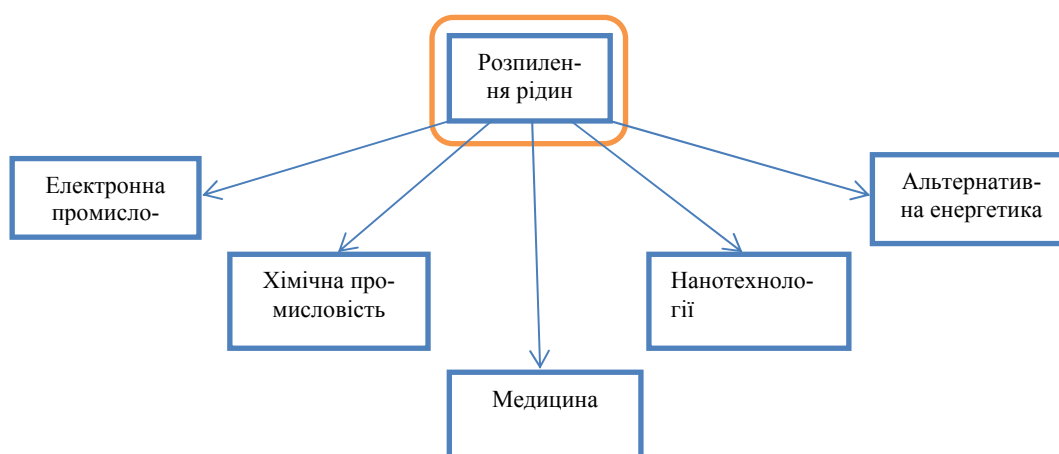 Розпилен-
ня рідин
Електронна
промисло-
Альтернатив-
на енергетика
Хімічна про-
мисловість
Нанотехноло-
гії
Медицина